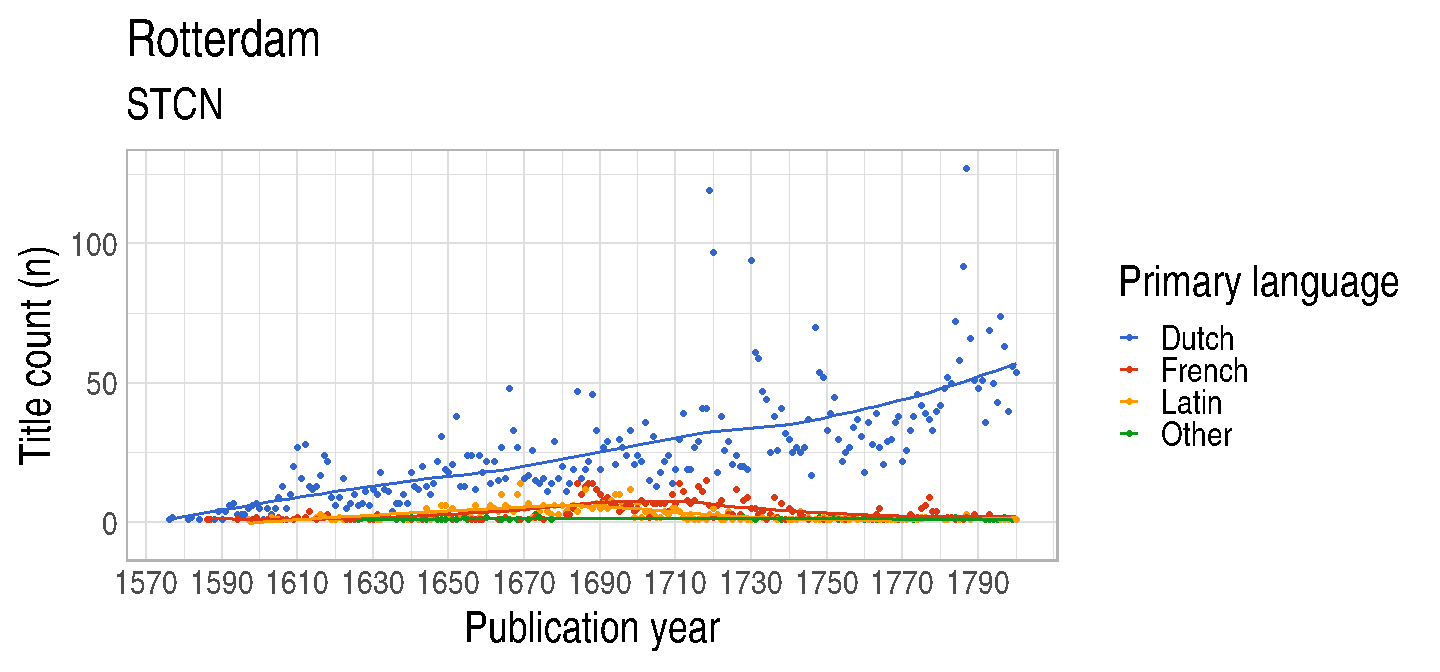 Rotterdam
STCN
Title count (n)
100
50
0
1570 1590 1610 1630 1650 1670 1690 1710 1730 1750 1770 1790
Publication year
Primary language
Dutch
French
Latin
Other